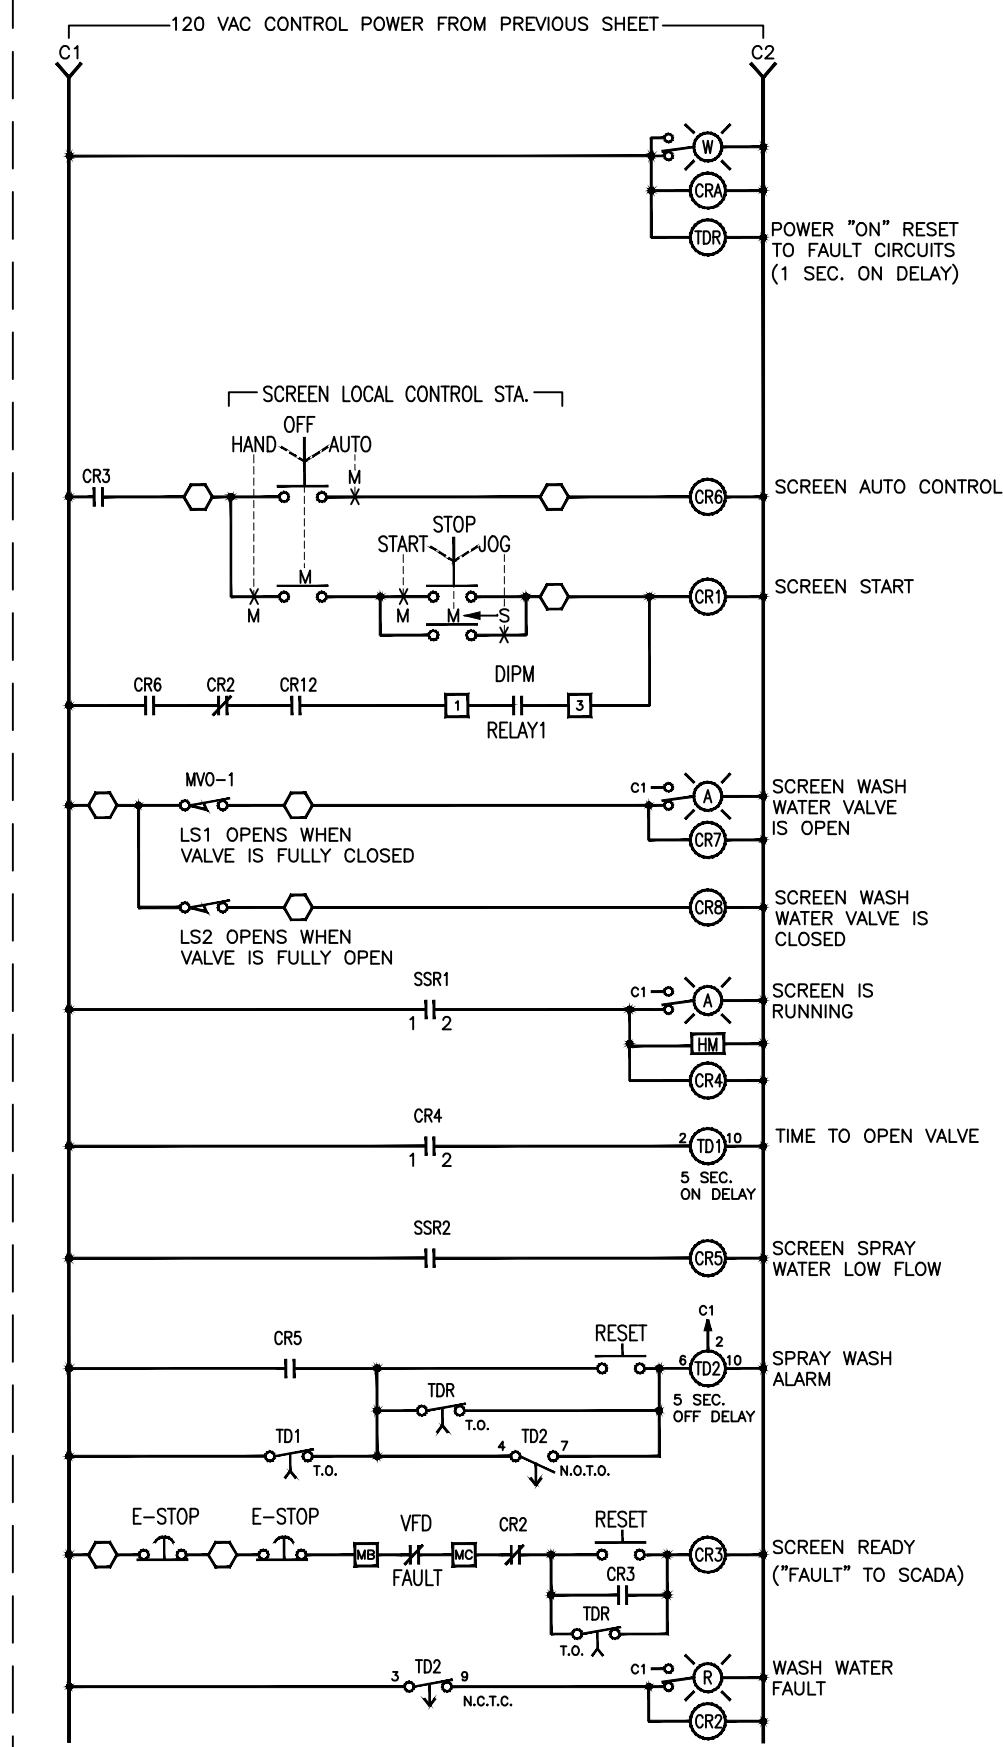 120 VAC CONTROL POWER FROM PREVIOUS SHEET
C1
C2
W
CRA
TDR
POWER "ON" RESET
TO FAULT CIRCUITS
(1 SEC. ON DELAY)
SCREEN LOCAL CONTROL STA.
OFF
HAND
AUTO
CR3
M
CR6
SCREEN AUTO CONTROL
STOP
START
JOG
M
M
M
M
S
CR1
SCREEN START
CR6
CR2
CR12
1
DIPM
RELAY1
3
MVO-1
LS1 OPENS WHEN
VALVE IS FULLY CLOSED
C1
A
CR7
SCREEN WASH
WATER VALVE
IS OPEN
LS2 OPENS WHEN
VALVE IS FULLY OPEN
CR8
SCREEN WASH
WATER VALVE IS
CLOSED
SSR1
1 2
C1
A
HM
CR4
SCREEN IS
RUNNING
CR4
1 2
2
TD1
10
5 SEC.
ON DELAY
TIME TO OPEN VALVE
SSR2
CR5
SCREEN SPRAY
WATER LOW FLOW
CR5
RESET
C1
2
6
TD2
10
5 SEC.
OFF DELAY
SPRAY WASH
ALARM
TDR
T.O.
TD1
T.O.
4
TD2
7
N.O.T.O.
E-STOP
E-STOP
MB
VFD
FAULT
MC
CR2
RESET
CR3
SCREEN READY
("FAULT" TO SCADA)
CR3
TDR
T.O.
3
TD2
9
N.C.T.C.
C1
R
CR2
WASH WATER
FAULT